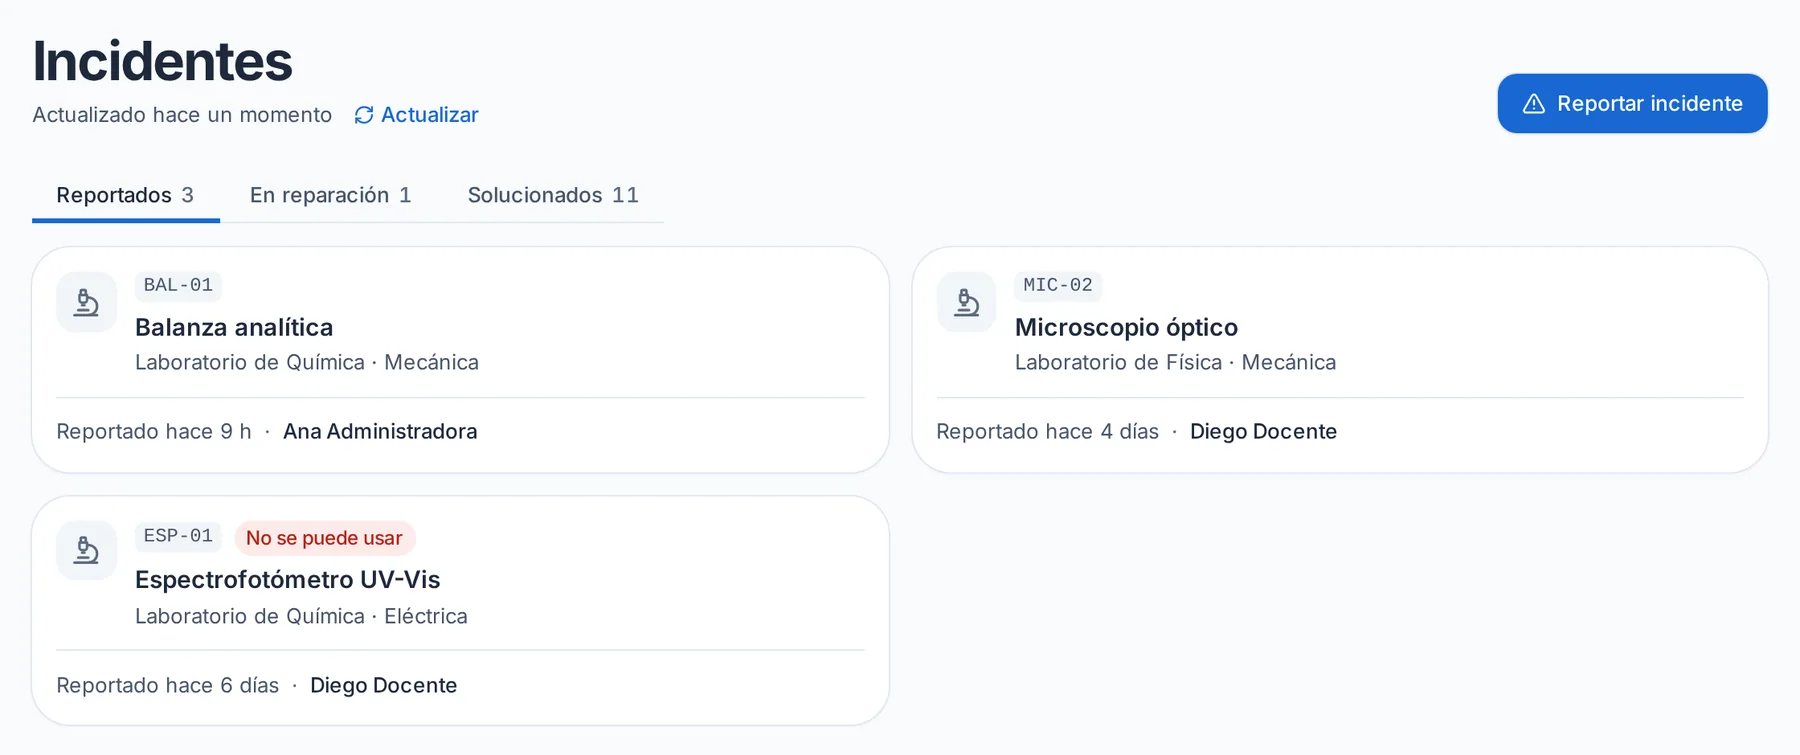 Incidentes
Actualizado hace un momento Actualizar
Reportar incidente
Reportados 3 En reparación 1 Solucionados 11
BAL-01
Balanza analítica
Laboratorio de Química · Mecánica
Reportado hace 9 h · Ana Administradora
MIC-02
Microscopio óptico
Laboratorio de Física · Mecánica
Reportado hace 4 días · Diego Docente
ESP-01 No se puede usar
Espectrofotómetro UV-Vis
Laboratorio de Química · Eléctrica
Reportado hace 6 días · Diego Docente